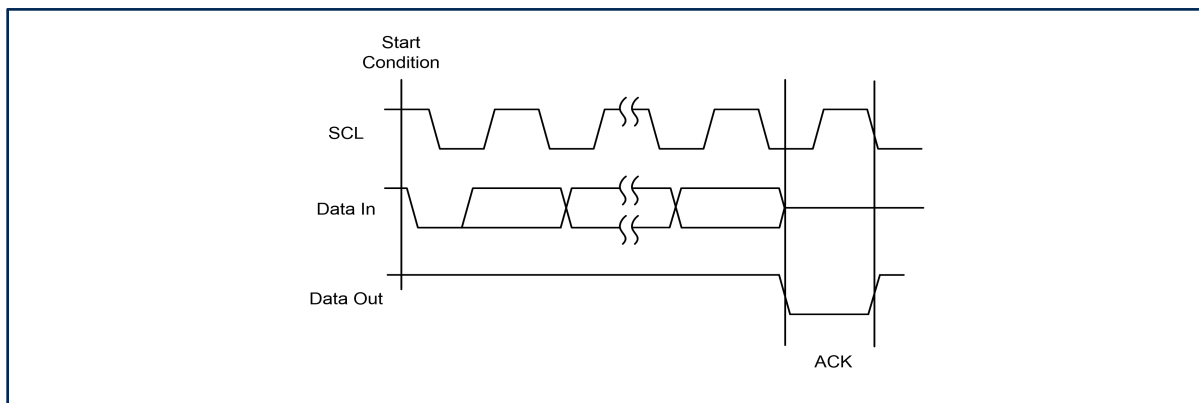 Start
Condition
SCL
Data In
Data Out
ACK